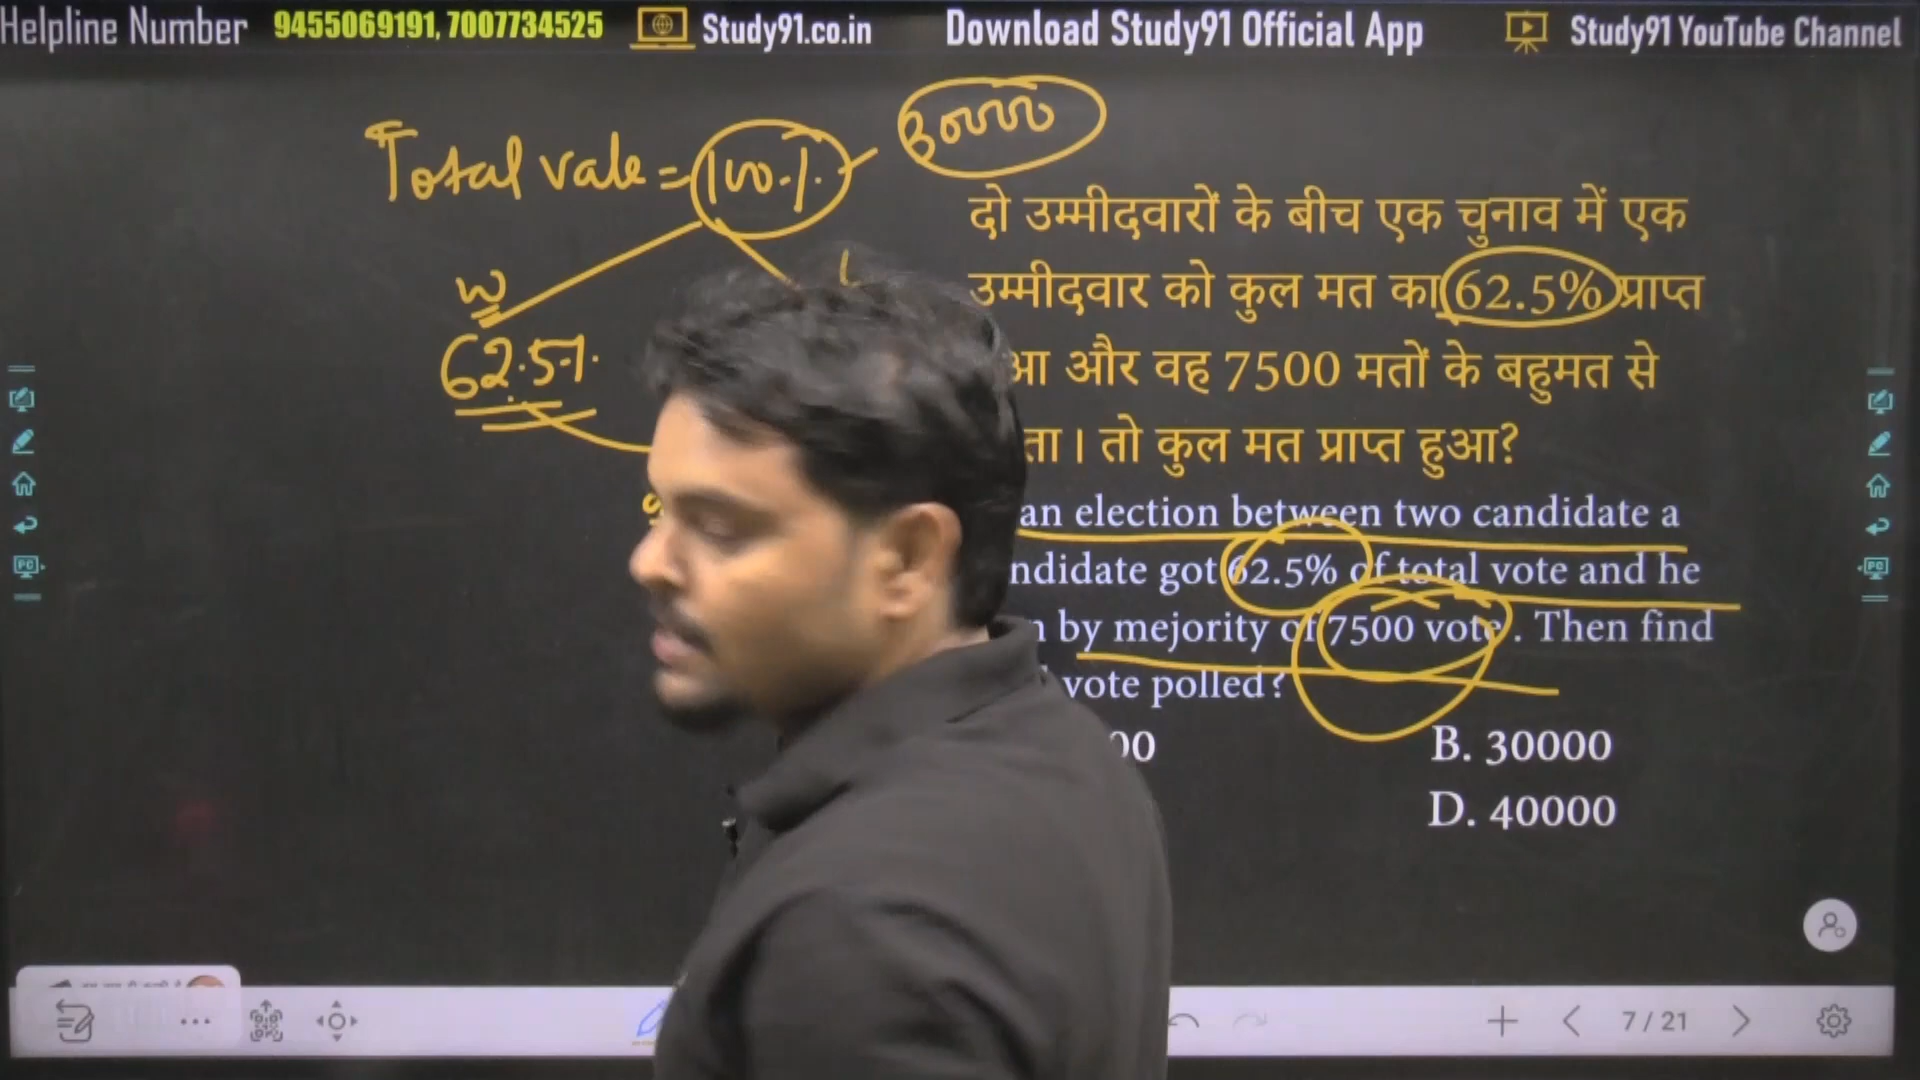 Helpline Number 9455069191, 7007734525 Study91.co.in Download Study91 Official App Study91 YouTube Channel
Total vale = 100%. 30000
दो उम्मीदवारों के बीच एक चुनाव में एक
W
उम्मीदवार को कुल मत का 62.5% प्राप्त
62.5%.
आ और वह 7500 मतों के बहुमत से
ता। तो कुल मत प्राप्त हुआ?
an election between two candidate a
ndidate got 62.5% of total vote and he
n by mejority of 7500 vote . Then find
vote polled?
00 B. 30000
D. 40000
7 / 21